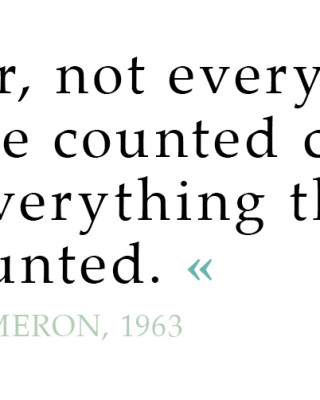 r, not every
e counted c
verything th
unted. «
MERON, 1963